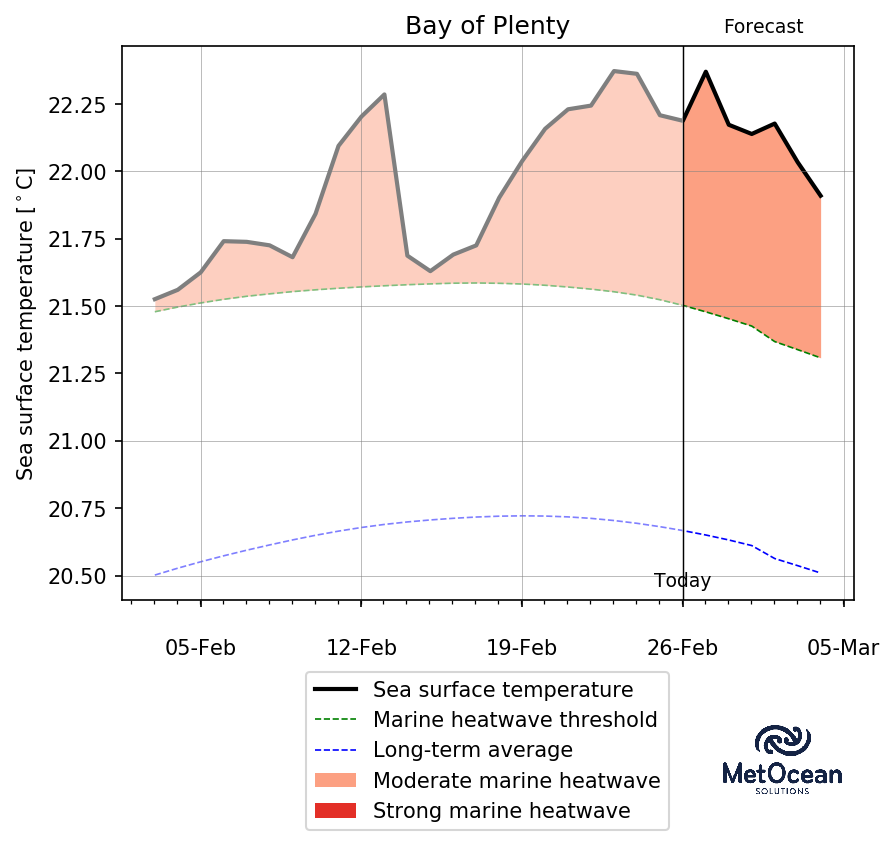 Bay of Plenty
Forecast
Sea surface temperature [°C]
22.25
22.00
21.75
21.50
21.25
21.00
20.75
20.50
Today
05-Feb
12-Feb
19-Feb
26-Feb
05-Mar
Sea surface temperature
Marine heatwave threshold
Long-term average
Moderate marine heatwave
Strong marine heatwave
MetOcean
SOLUTIONS